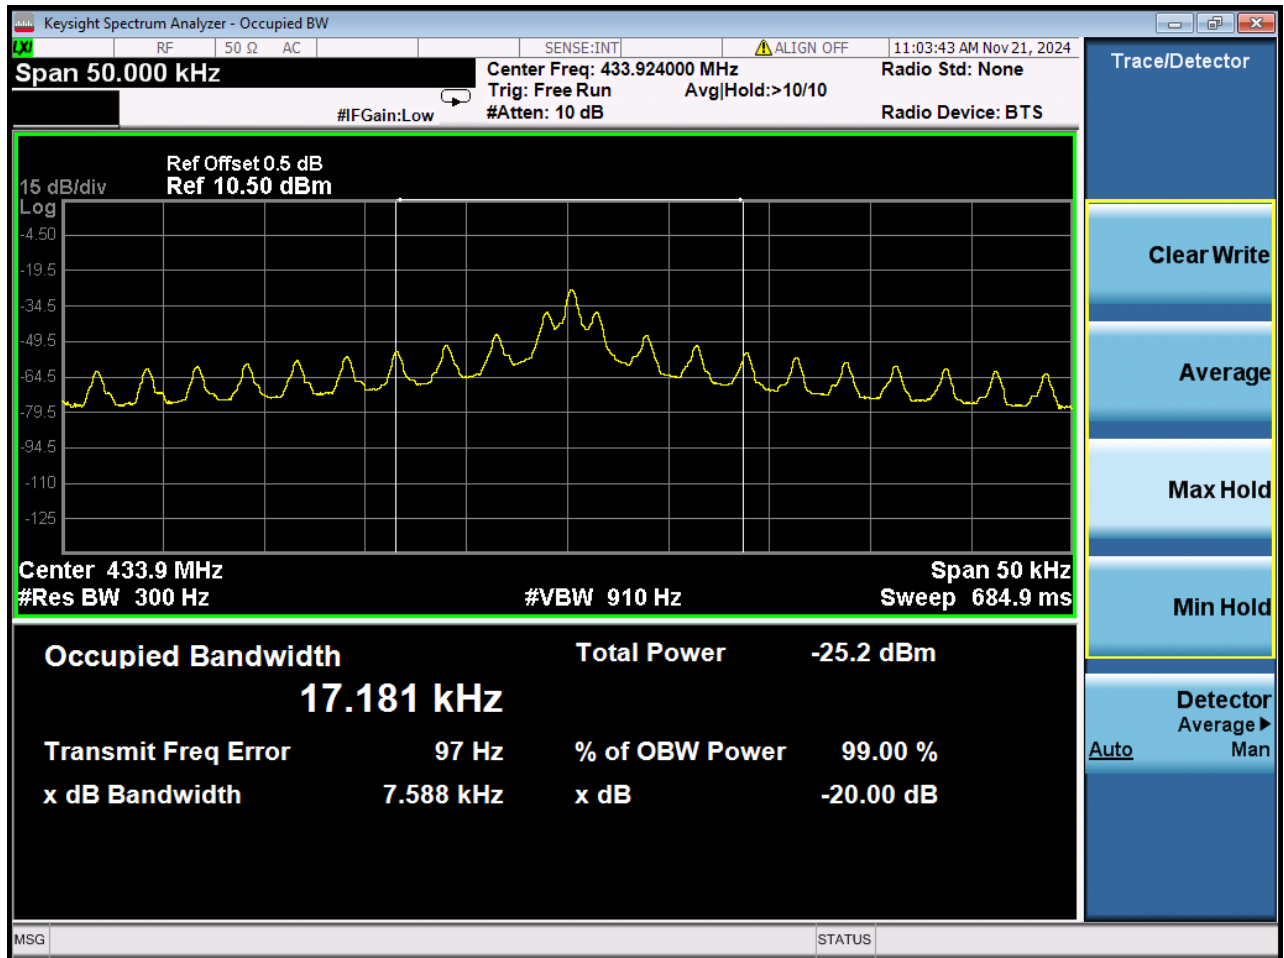 Keysight Spectrum Analyzer - Occupied BW
LXI RF 50 Ω AC SENSE:INT ALIGN OFF 11:03:43 AM Nov 21, 2024
Span 50.000 kHz
Center Freq: 433.924000 MHz Radio Std: None
Trig: Free Run Avg|Hold:>10/10
#IFGain:Low #Atten: 10 dB Radio Device: BTS
Ref Offset 0.5 dB
15 dB/div Ref 10.50 dBm
Log
-4.50
-19.5
-34.5
-49.5
-64.5
-79.5
-94.5
-110
-125
Center 433.9 MHz Span 50 kHz
#Res BW 300 Hz #VBW 910 Hz Sweep 684.9 ms
Occupied Bandwidth Total Power -25.2 dBm
17.181 kHz
Transmit Freq Error 97 Hz % of OBW Power 99.00 %
x dB Bandwidth 7.588 kHz x dB -20.00 dB
Trace/Detector
Clear Write
Average
Max Hold
Min Hold
Detector
Average
Auto Man
MSG STATUS